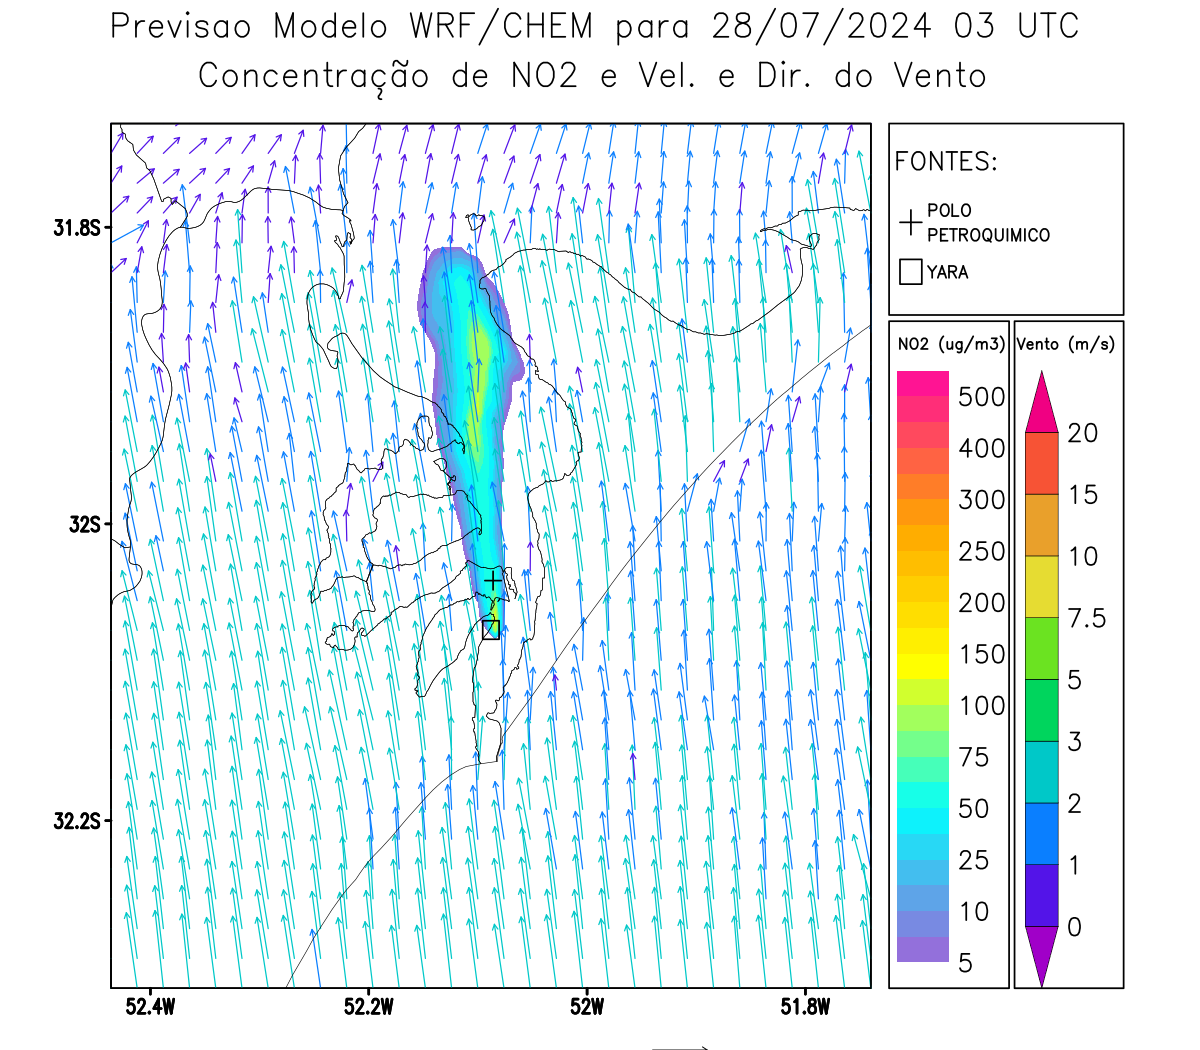 Previsao Modelo WRF/CHEM para 28/07/2024 03 UTC
Concentração de NO2 e Vel. e Dir. do Vento
FONTES:
POLO
PETROQUIMICO
YARA
NO2 (ug/m3)
500
400
300
250
200
150
100
75
50
25
10
5
Vento (m/s)
20
15
10
7.5
5
3
2
1
0
31.8S
32S
32.2S
52.4W
52.2W
52W
51.8W